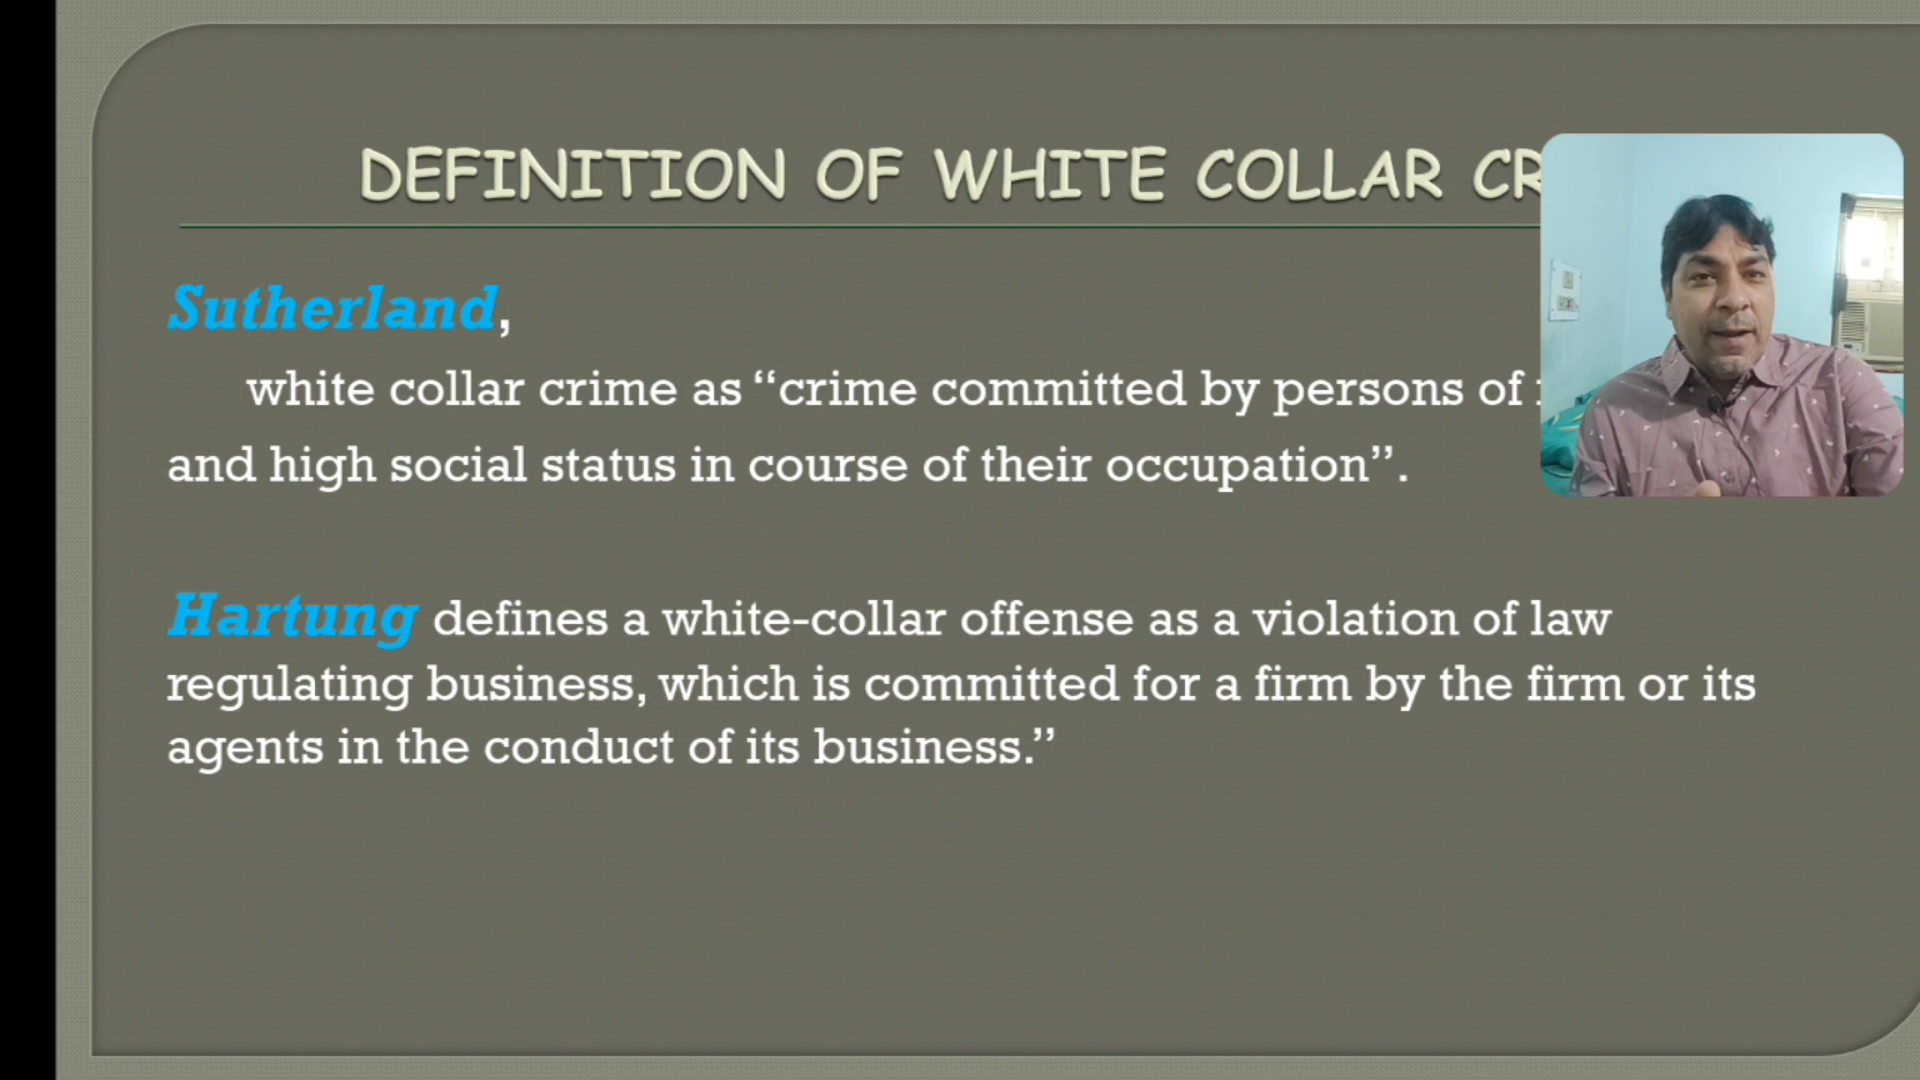 DEFINITION OF WHITE COLLAR
Sutherland,
white collar crime as “crime committed by persons of
and high social status in course of their occupation”.
Hartung defines a white-collar offense as a violation of law
regulating business, which is committed for a firm by the firm or its
agents in the conduct of its business.”